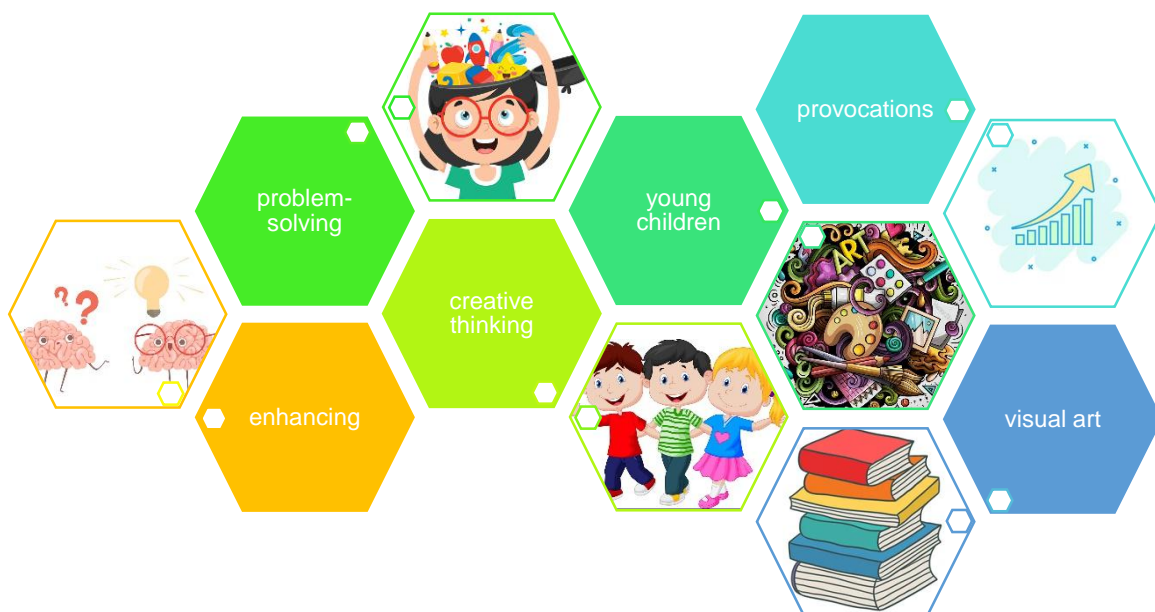 provocations
problem-
solving
young
children
creative
thinking
enhancing
visual art
ART
??